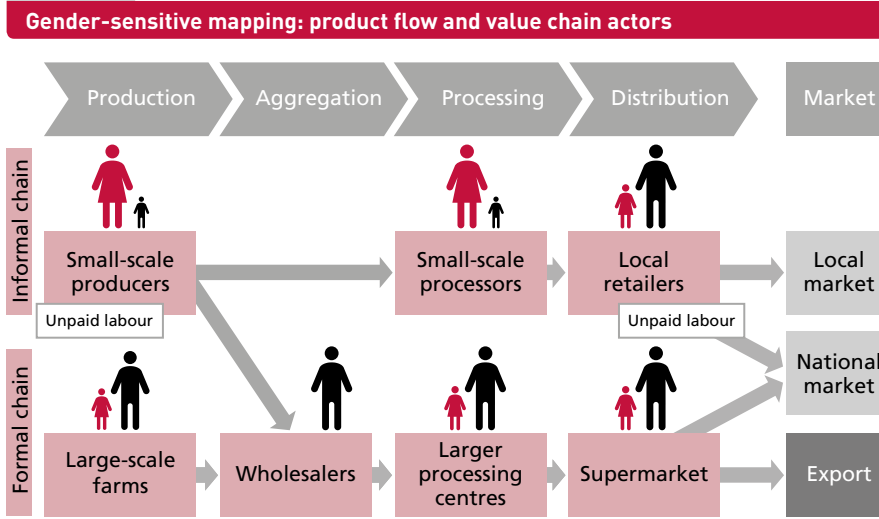 Gender-sensitive mapping: product flow and value chain actors
Production
Aggregation
Processing
Distribution
Market
Informal chain
Small-scale
producers
Small-scale
processors
Local
retailers
Local
market
Unpaid labour
Unpaid labour
National
market
Formal chain
Large-scale
farms
Wholesalers
Larger
processing
centres
Supermarket
Export